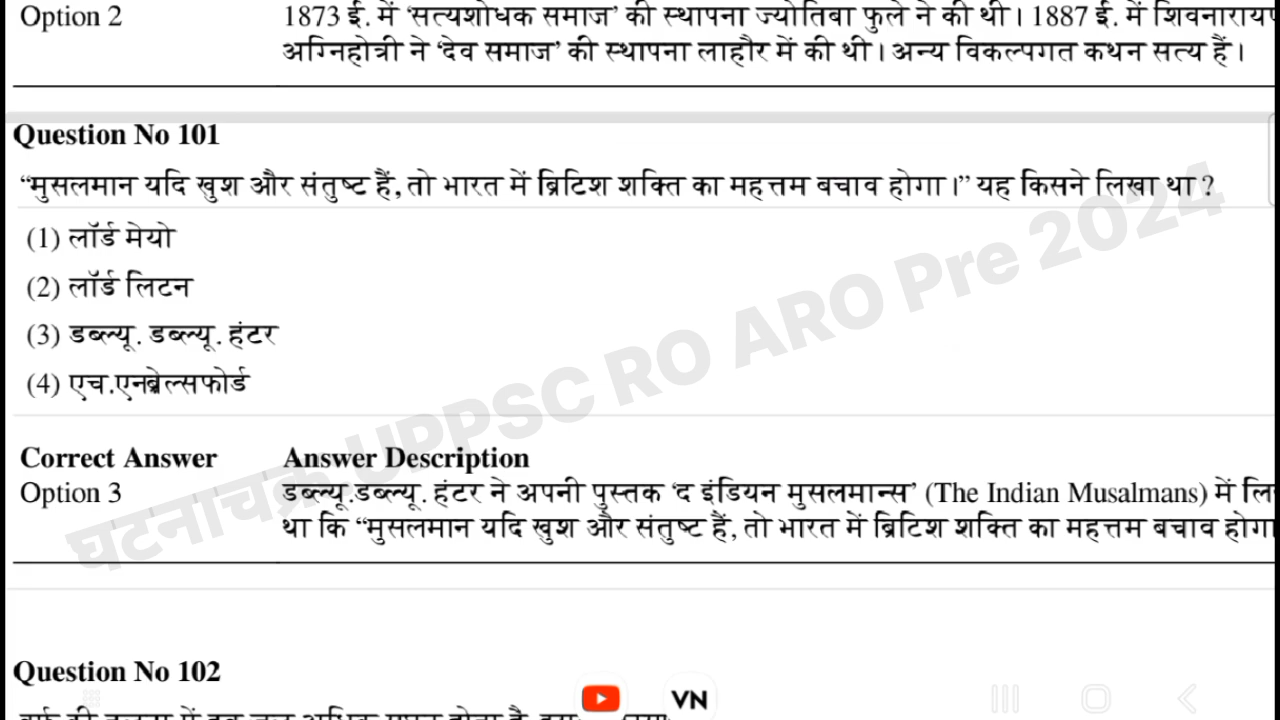 Option 2 1873 ई. में ‘सत्यशोधक समाज’ की स्थापना ज्योतिबा फुले ने की थी। 1887 ई. में
अग्निहोत्री ने ‘देव समाज’ की स्थापना लाहौर में की थी। अन्य विकल्पगत कथन सत्य हैं।
Question No 101
“मुसलमान यदि खुश और संतुष्ट हैं, तो भारत में ब्रिटिश शक्ति का महत्तम बचाव होगा।” यह किसने लिखा था ?
(1) लॉर्ड मेयो
(2) लॉर्ड लिटन
(3) डब्ल्यू. डब्ल्यू. हंटर
(4) एच.एनब्रेल्सफोर्ड
घटनाचक्र UPPSC RO ARO Pre 2024
Correct Answer Answer Description
Option 3 डब्ल्यू.डब्ल्यू. हंटर ने अपनी पुस्तक ‘द इंडियन मुसलमान्स’ (The Indian Musalmans) में
था कि “मुसलमान यदि खुश और संतुष्ट हैं, तो भारत में ब्रिटिश शक्ति का महत्तम बचाव होगा
Question No 102
VN